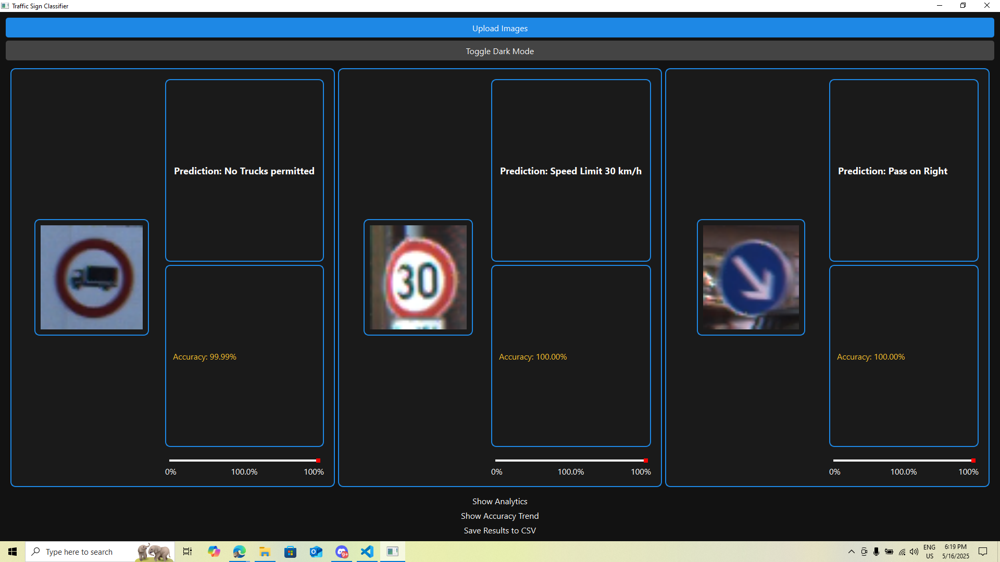 Traffic Sign Classifier
Upload Images
Toggle Dark Mode
Prediction: No Trucks permitted
Accuracy: 99.99%
0% 100.0% 100%
30
Prediction: Speed Limit 30 km/h
Accuracy: 100.00%
0% 100.0% 100%
Prediction: Pass on Right
Accuracy: 100.00%
0% 100.0% 100%
Show Analytics
Show Accuracy Trend
Save Results to CSV
Type here to search
9+
ENG
US
6:19 PM
5/16/2025